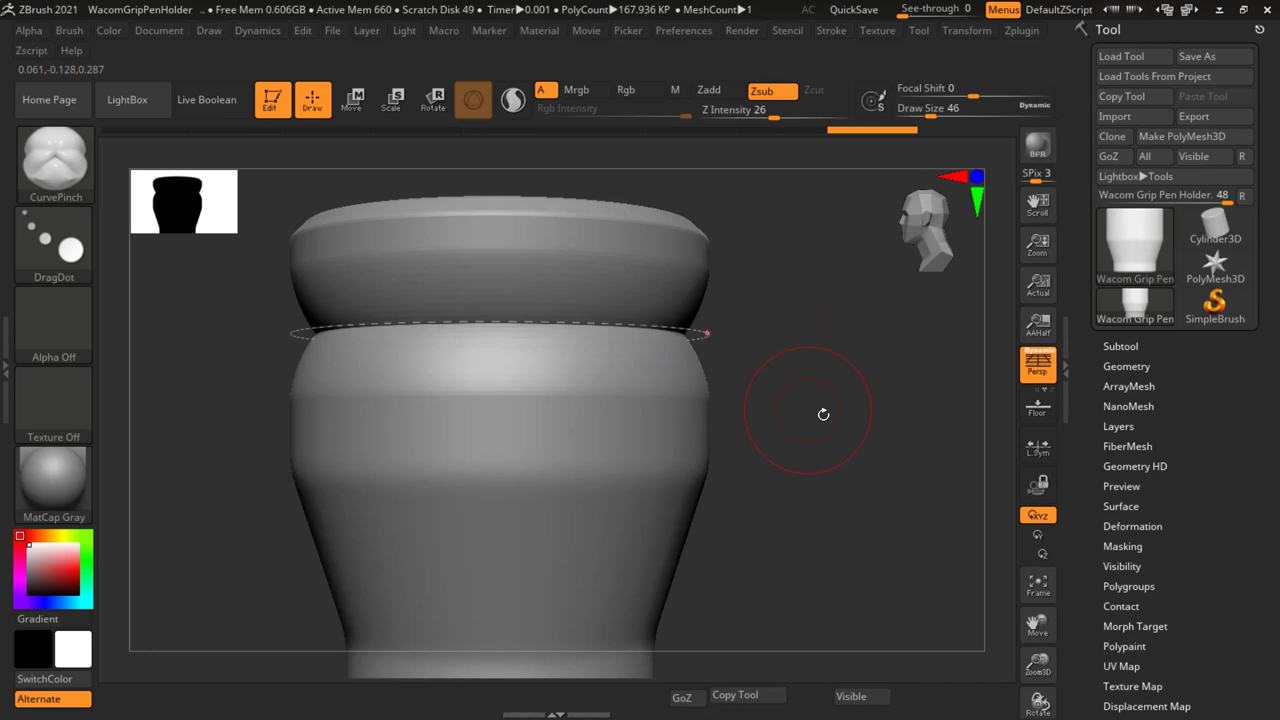 ZBrush 2021 WacomGripPenHolder .. • Free Mem 0.606GB • Active Mem 660 • Scratch Disk 49 • Timer▶0.001 • PolyCount▶167.936 KP • MeshCount▶1 AC QuickSave See-through 0 Menus DefaultZScript
Alpha Brush Color Document Draw Dynamics Edit File Layer Light Macro Marker Material Movie Picker Preferences Render Stencil Stroke Texture Tool Transform Zplugin
Zscript Help
0.061,-0.128,0.287
Home Page LightBox Live Boolean
Edit Draw Move Scale Rotate
A Mrgb Rgb M Zadd Zsub Zcut
Rgb Intensity Z Intensity 26
Focal Shift 0
Draw Size 46 Dynamic
CurvePinch
DragDot
Alpha Off
Texture Off
MatCap Gray
Gradient
SwitchColor
Alternate
BPR
SPix 3
Scroll
Zoom
Actual
AAHalf
Dynamic
Persp
Floor
L.Sym
XYZ
Frame
Move
Zoom3D
Rotate
GoZ Copy Tool Visible
Tool
Load Tool Save As
Load Tools From Project
Copy Tool Paste Tool
Import Export
Clone Make PolyMesh3D
GoZ All Visible R
Lightbox▶Tools
Wacom Grip Pen Holder. 48 R
Wacom Grip Pen
Cylinder3D
PolyMesh3D
Wacom Grip Pen
SimpleBrush
Subtool
Geometry
ArrayMesh
NanoMesh
Layers
FiberMesh
Geometry HD
Preview
Surface
Deformation
Masking
Visibility
Polygroups
Contact
Morph Target
Polypaint
UV Map
Texture Map
Displacement Map